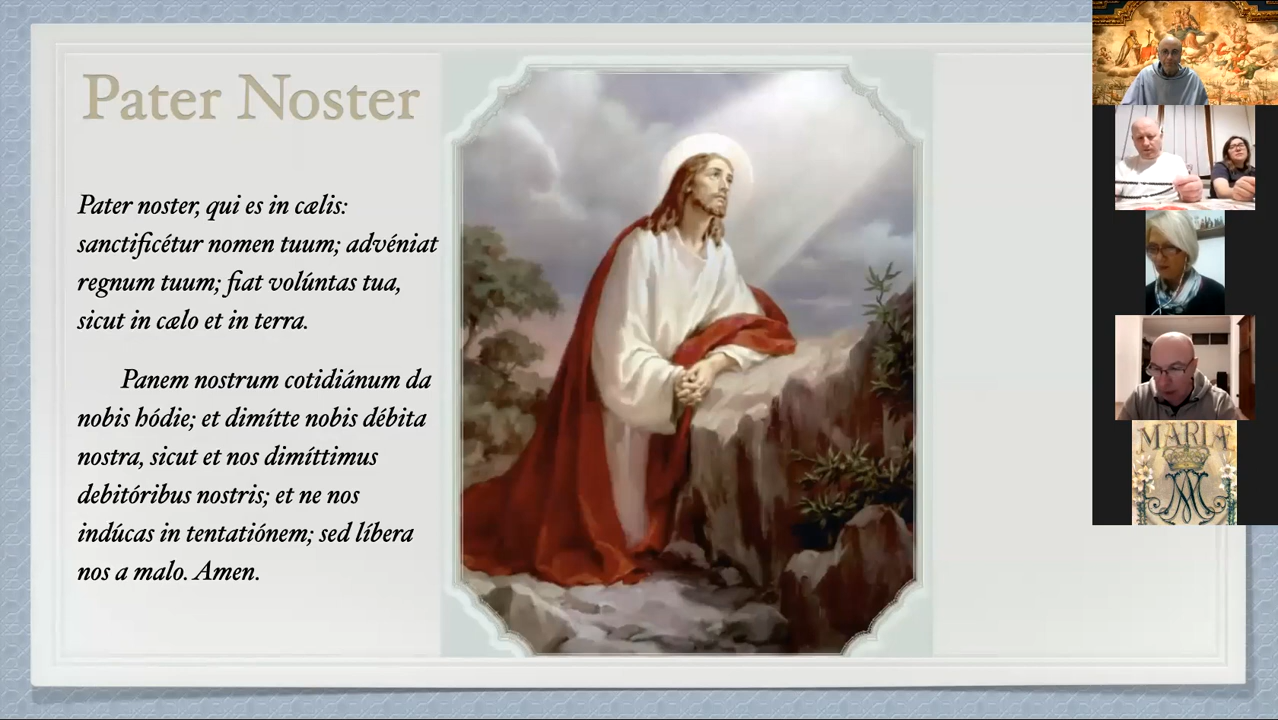 Pater Noster
Pater noster, qui es in cælis:
sanctificétur nomen tuum; advéniat
regnum tuum; fiat volúntas tua,
sicut in cælo et in terra.
Panem nostrum cotidiánum da
nobis hódie; et dimítte nobis débita
nostra, sicut et nos dimíttimus
debitóribus nostris; et ne nos
indúcas in tentatiónem; sed líbera
nos a malo. Amen.
MARIA